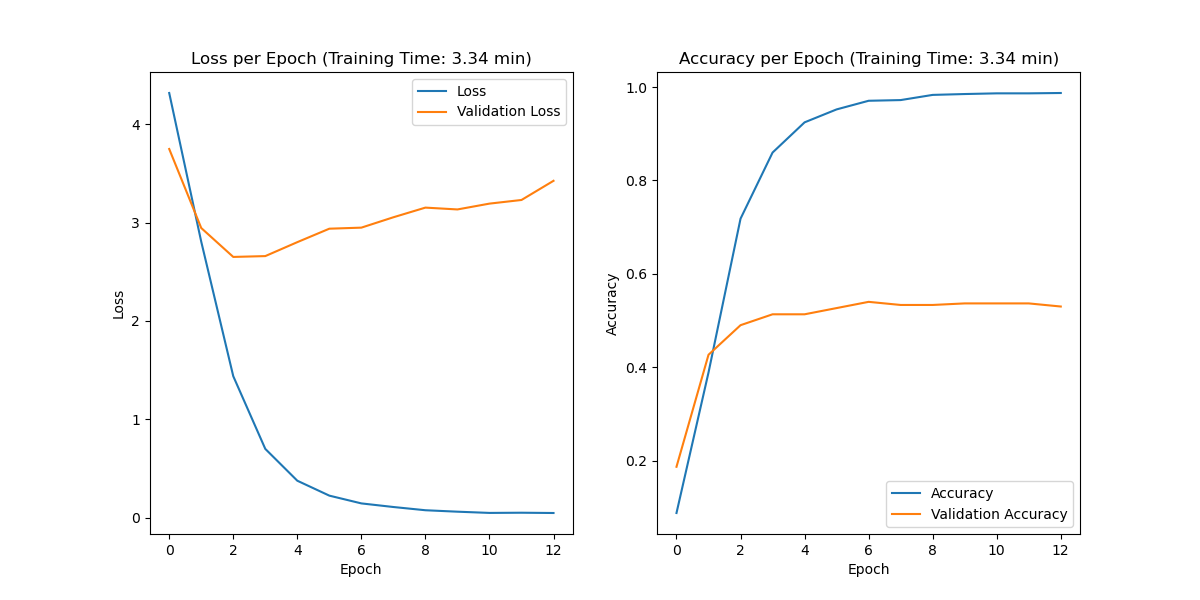 Loss per Epoch (Training Time: 3.34 min)
Loss
Validation Loss
4
3
2
1
0
Loss
0 2 4 6 8 10 12
Epoch
Accuracy per Epoch (Training Time: 3.34 min)
1.0
0.8
0.6
0.4
0.2
Accuracy
Accuracy
Validation Accuracy
0 2 4 6 8 10 12
Epoch